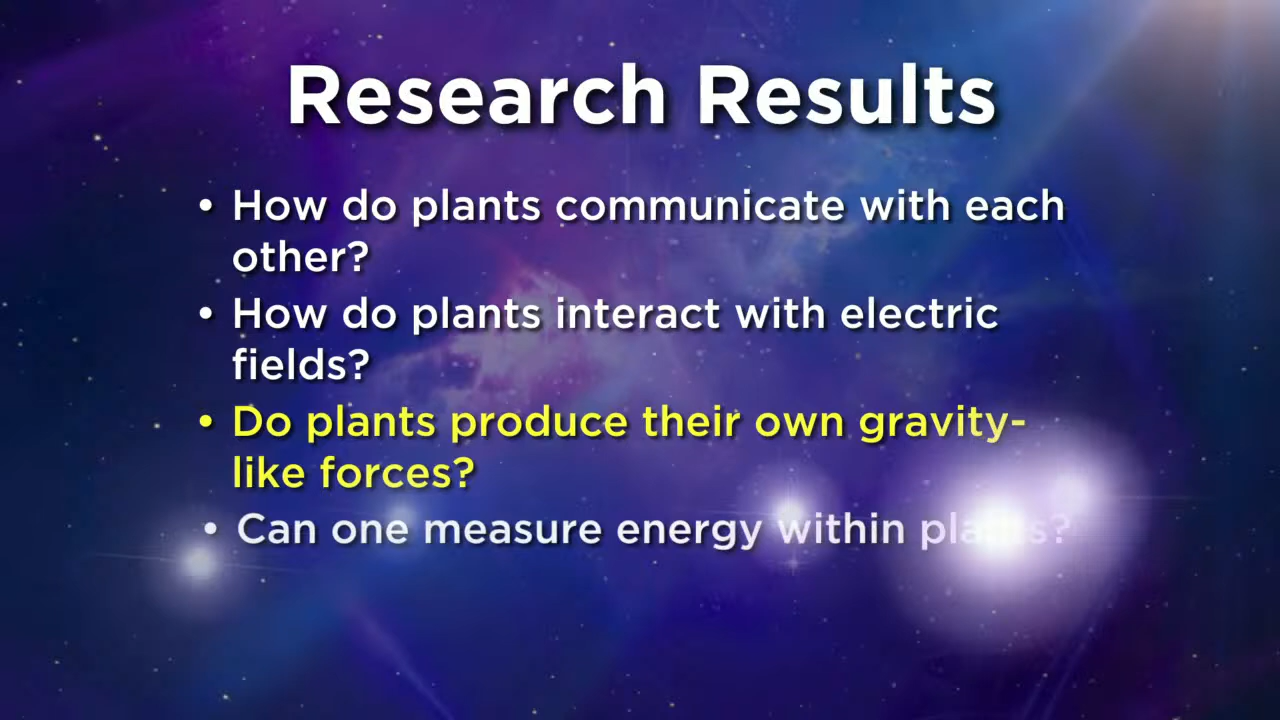 Research Results
• How do plants communicate with each
other?
• How do plants interact with electric
fields?
• Do plants produce their own gravity-
like forces?
• Can one measure energy within plants?